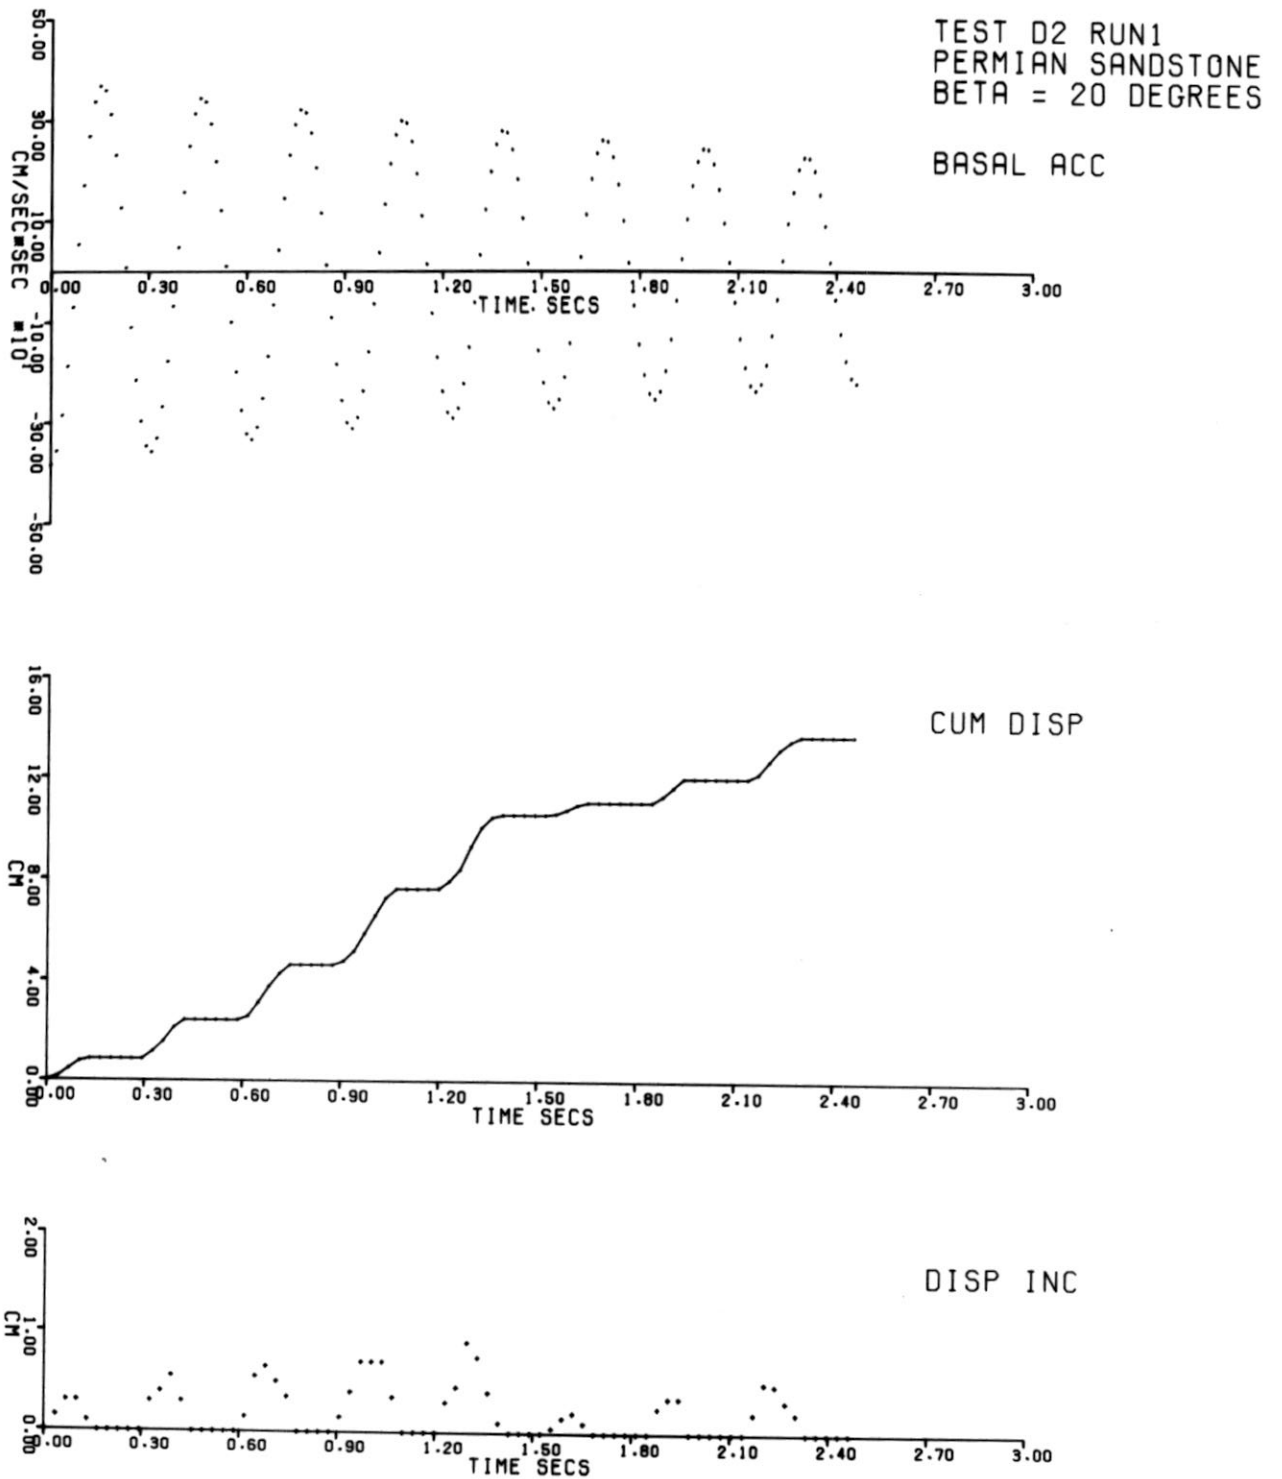 TEST D2 RUN1
PERMIAN SANDSTONE
BETA = 20 DEGREES
BASAL ACC
50.00
30.00
10.00
-10.00
-30.00
-50.00
CM/SEC*SEC *10¹
0.00 0.30 0.60 0.90 1.20 1.50 1.80 2.10 2.40 2.70 3.00
TIME SECS
CUM DISP
16.00
12.00
8.00
4.00
0.00
CM
0.00 0.30 0.60 0.90 1.20 1.50 1.80 2.10 2.40 2.70 3.00
TIME SECS
DISP INC
2.00
1.00
0.00
CM
0.00 0.30 0.60 0.90 1.20 1.50 1.80 2.10 2.40 2.70 3.00
TIME SECS